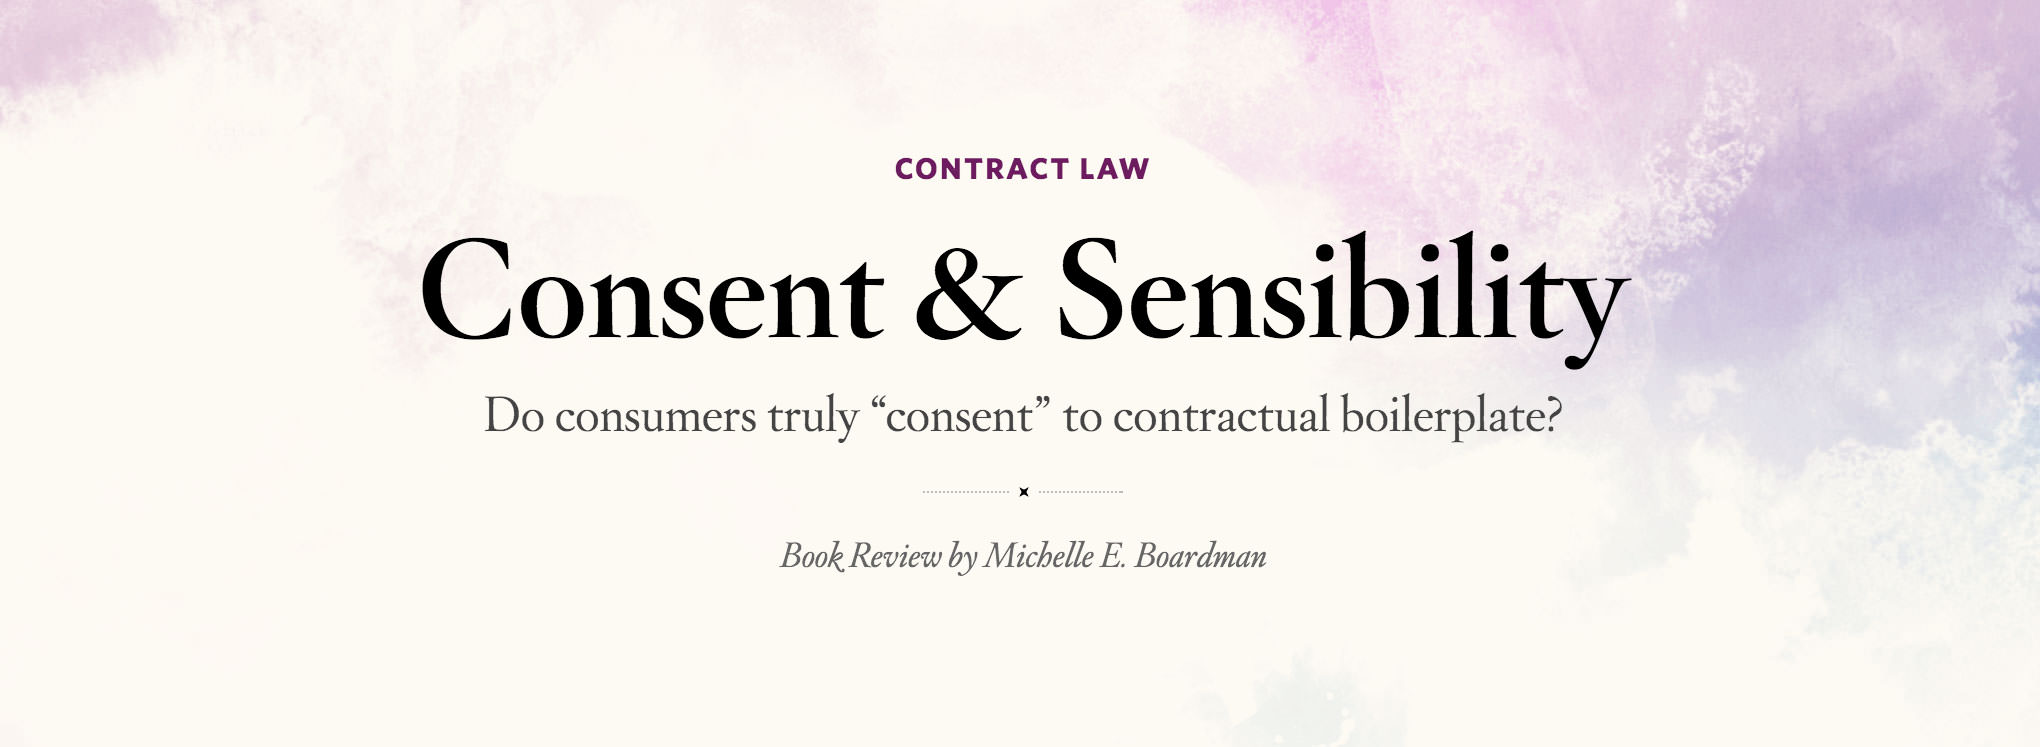 CONTRACT LAW
Consent & Sensibility
Do consumers truly “consent” to contractual boilerplate?
Book Review by Michelle E. Boardman